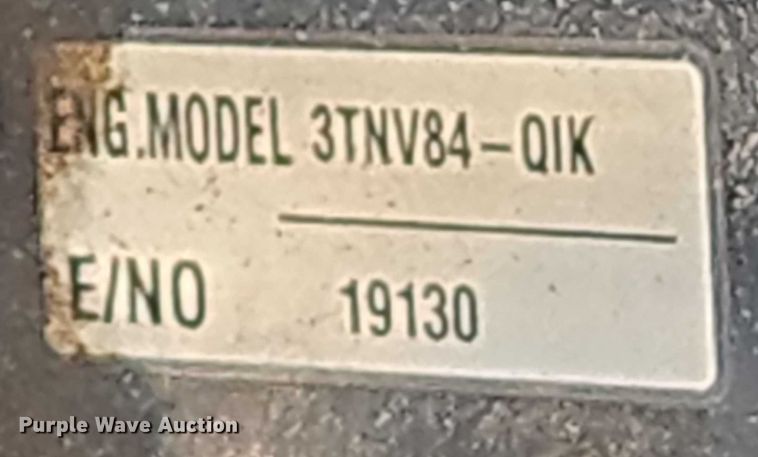 ENG.MODEL 3TNV84-QIK
E/NO 19130
Purple Wave Auction